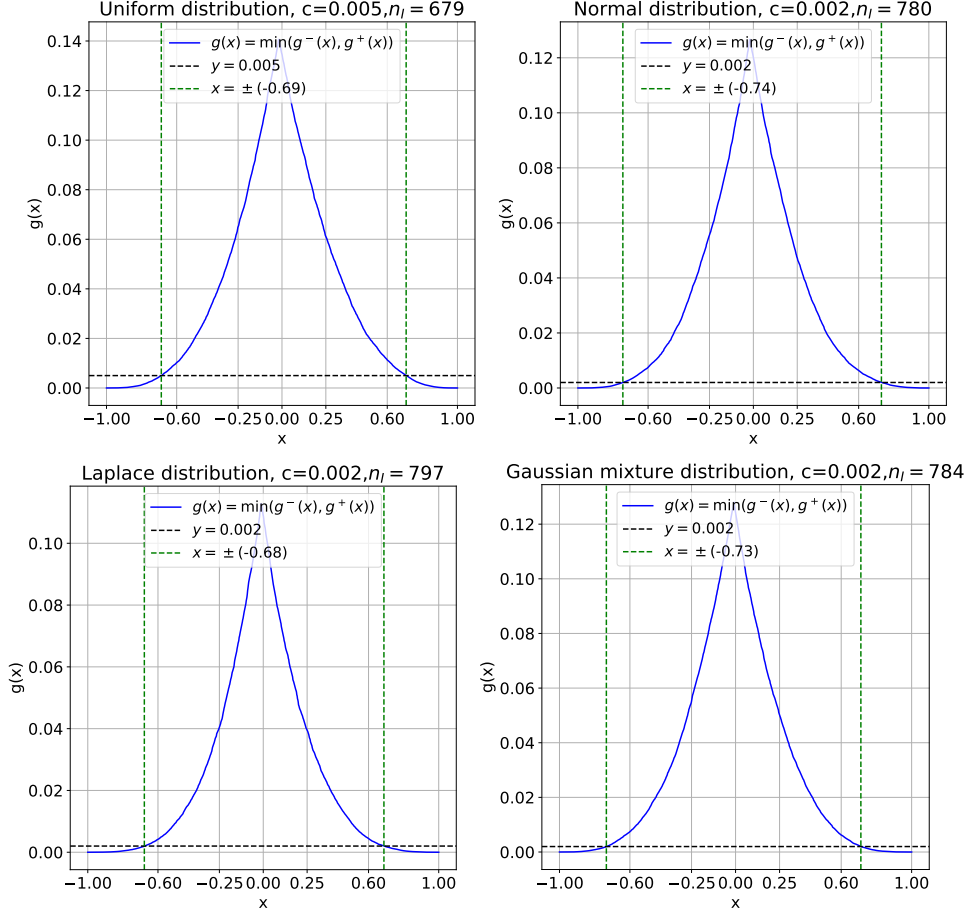 Uniform distribution, c=0.005,n_l = 679
g(x) = min(g⁻(x), g⁺(x))
y = 0.005
x = ±(-0.69)
0.14
0.12
0.10
0.08
0.06
0.04
0.02
0.00
g(x)
−1.00 −0.60 −0.25 0.00 0.25 0.60 1.00
x
Normal distribution, c=0.002,n_l = 780
g(x) = min(g⁻(x), g⁺(x))
y = 0.002
x = ±(-0.74)
0.12
0.10
0.08
0.06
0.04
0.02
0.00
g(x)
−1.00 −0.60 −0.25 0.00 0.25 0.60 1.00
x
Laplace distribution, c=0.002,n_l = 797
g(x) = min(g⁻(x), g⁺(x))
y = 0.002
x = ±(-0.68)
0.10
0.08
0.06
0.04
0.02
0.00
g(x)
−1.00 −0.60 −0.25 0.00 0.25 0.60 1.00
x
Gaussian mixture distribution, c=0.002,n_l = 784
g(x) = min(g⁻(x), g⁺(x))
y = 0.002
x = ±(-0.73)
0.12
0.10
0.08
0.06
0.04
0.02
0.00
g(x)
−1.00 −0.60 −0.25 0.00 0.25 0.60 1.00
x